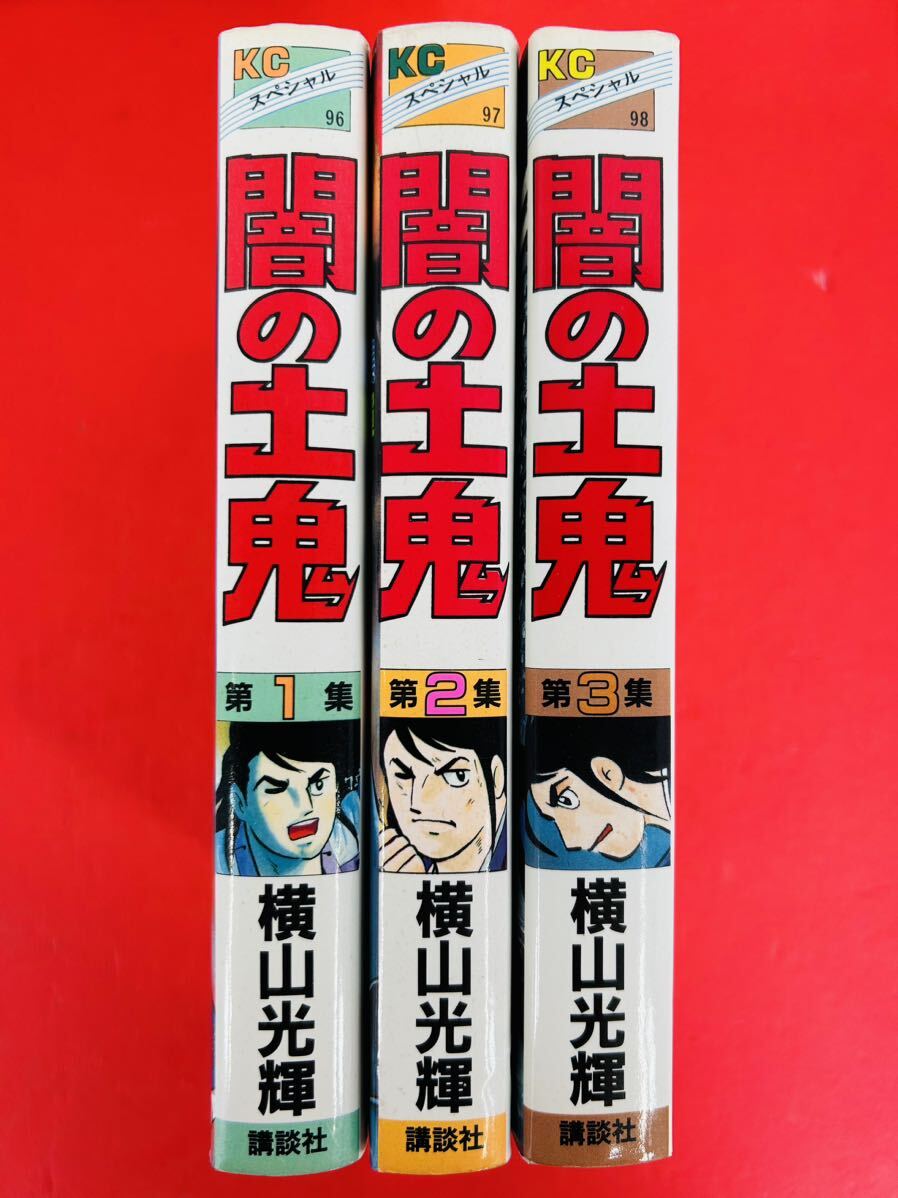 KC
スペシャル
96
闇の土鬼
第1集
横山光輝
講談社
KC
スペシャル
97
闇の土鬼
第2集
横山光輝
講談社
KC
スペシャル
98
闇の土鬼
第3集
横山光輝
講談社